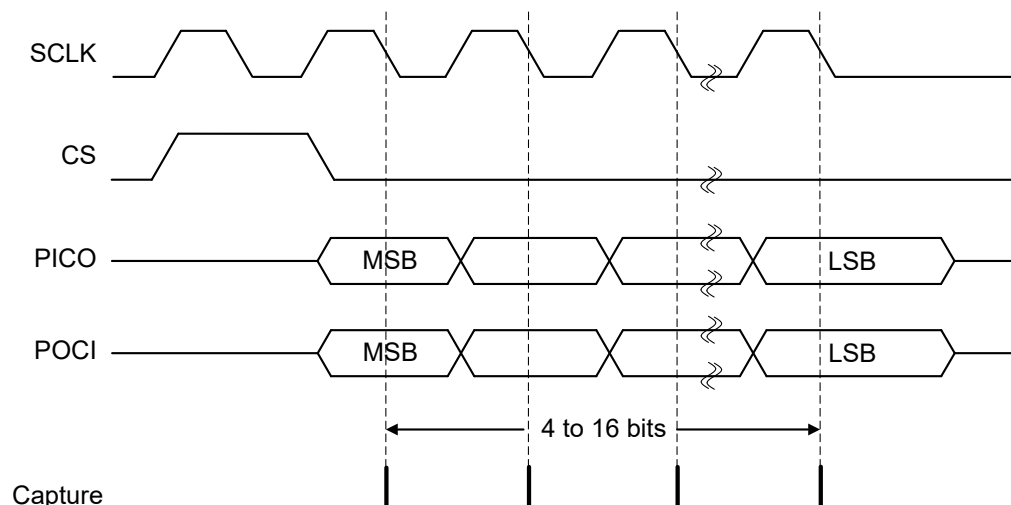 SCLK
CS
PICO
MSB
LSB
POCI
MSB
LSB
4 to 16 bits
Capture